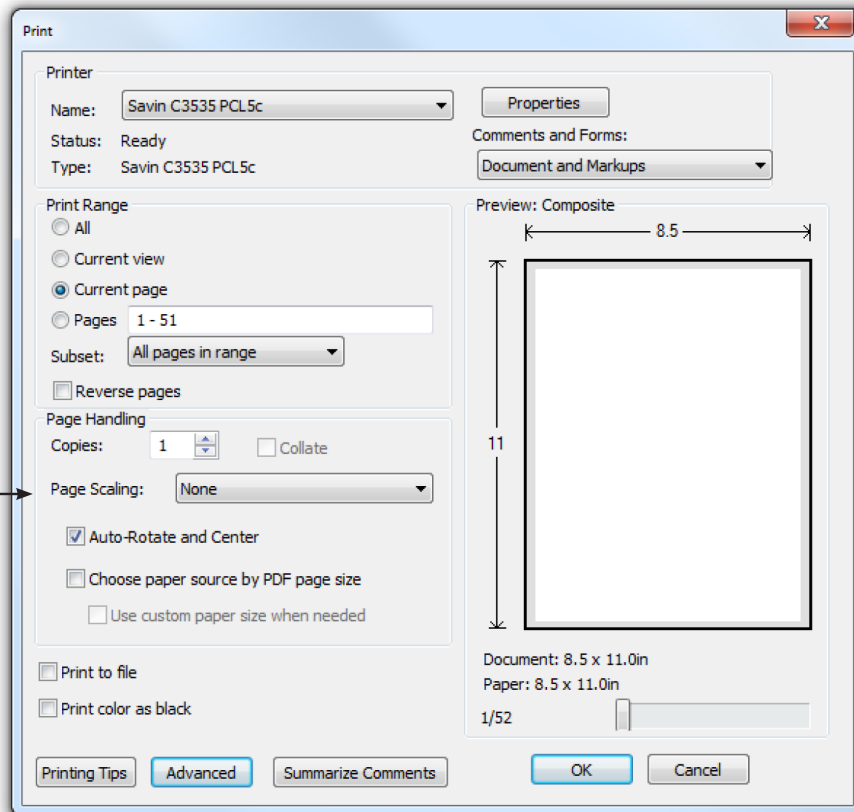 Print
Printer
Name: Savin C3535 PCL5c
Properties
Status: Ready
Comments and Forms:
Type: Savin C3535 PCL5c
Document and Markups
Print Range
All
Current view
Current page
Pages 1 - 51
Subset: All pages in range
Reverse pages
Page Handling
Copies: 1
Collate
Page Scaling: None
Auto-Rotate and Center
Choose paper source by PDF page size
Use custom paper size when needed
Print to file
Print color as black
Preview: Composite
8.5
11
Document: 8.5 x 11.0in
Paper: 8.5 x 11.0in
1/52
Printing Tips
Advanced
Summarize Comments
OK
Cancel